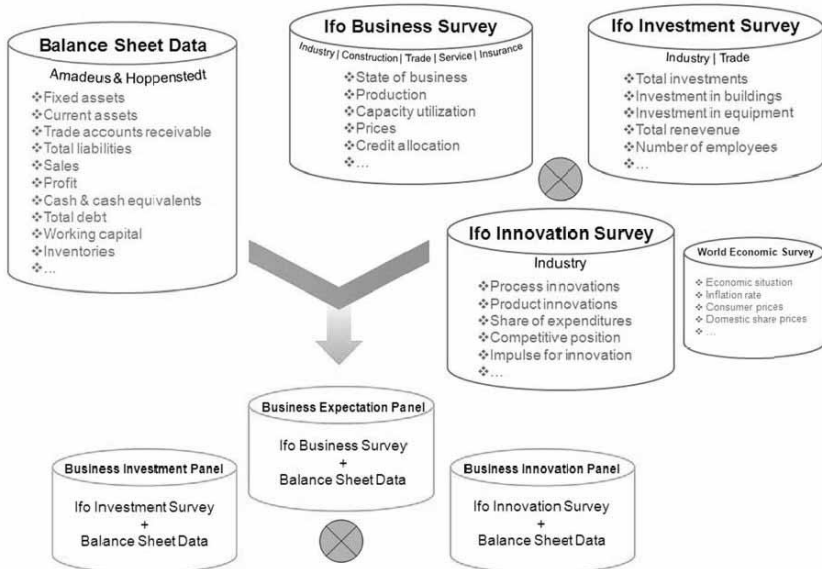 Balance Sheet Data
Amadeus & Hoppenstedt
❖Fixed assets
❖Current assets
❖Trade accounts receivable
❖Total liabilities
❖Sales
❖Profit
❖Cash & cash equivalents
❖Total debt
❖Working capital
❖Inventories
❖...
Ifo Business Survey
Industry | Construction | Trade | Service | Insurance
❖State of business
❖Production
❖Capacity utilization
❖Prices
❖Credit allocation
❖...
Ifo Investment Survey
Industry | Trade
❖Total investments
❖Investment in buildings
❖Investment in equipment
❖Total renevenue
❖Number of employees
❖...
Ifo Innovation Survey
Industry
❖Process innovations
❖Product innovations
❖Share of expenditures
❖Competitive position
❖Impulse for innovation
❖...
World Economic Survey
❖ Economic situation
❖ Inflation rate
❖ Consumer prices
❖ Domestic share prices
❖ ...
Business Expectation Panel
Ifo Business Survey
+
Balance Sheet Data
Business Investment Panel
Ifo Investment Survey
+
Balance Sheet Data
Business Innovation Panel
Ifo Innovation Survey
+
Balance Sheet Data